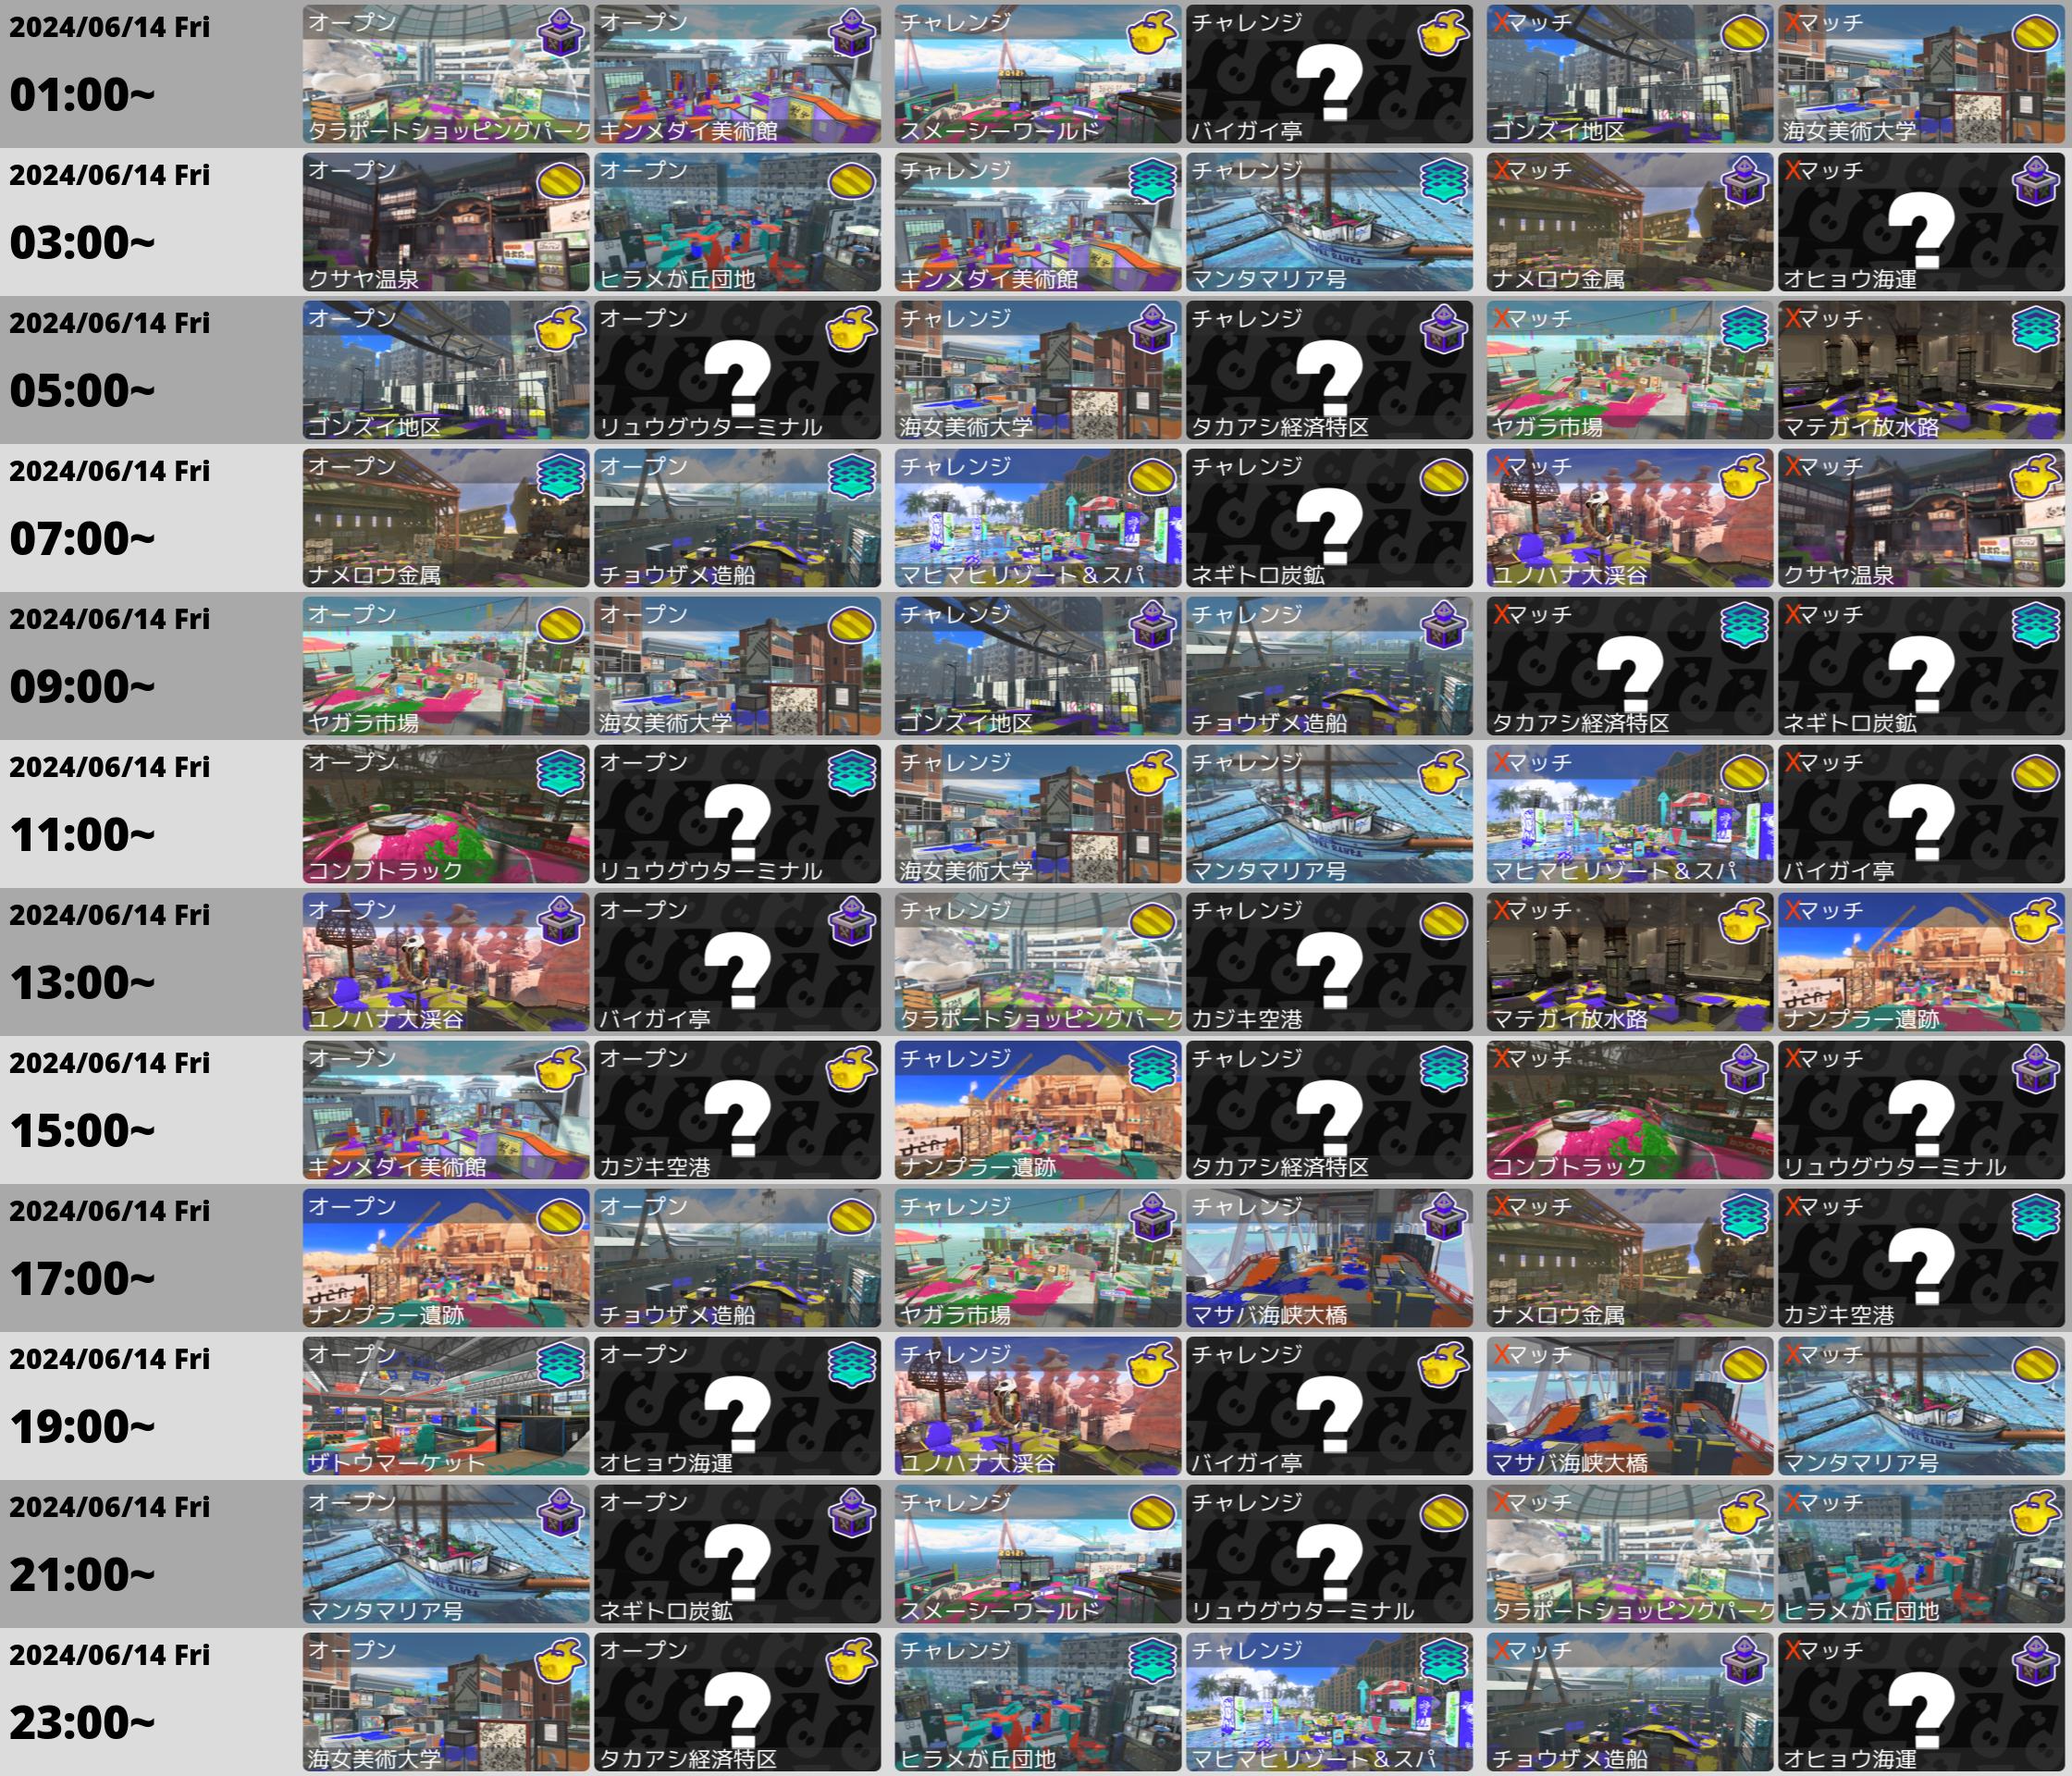 2024/06/14 Fri
01:00~
オープン
タラポートショッピングパーク
オープン
キンメダイ美術館
チャレンジ
スメーシーワールド
チャレンジ
バイガイ亭
Xマッチ
ゴンズイ地区
Xマッチ
海女美術大学
2024/06/14 Fri
03:00~
オープン
クサヤ温泉
オープン
ヒラメが丘団地
チャレンジ
キンメダイ美術館
チャレンジ
マンタマリア号
Xマッチ
ナメロウ金属
Xマッチ
オヒョウ海運
2024/06/14 Fri
05:00~
オープン
ゴンズイ地区
オープン
リュウグウターミナル
チャレンジ
海女美術大学
チャレンジ
タカアシ経済特区
Xマッチ
ヤガラ市場
Xマッチ
マテガイ放水路
2024/06/14 Fri
07:00~
オープン
ナメロウ金属
オープン
チョウザメ造船
チャレンジ
マヒマヒリゾート&スパ
チャレンジ
ネギトロ炭鉱
Xマッチ
ユノハナ大渓谷
Xマッチ
クサヤ温泉
2024/06/14 Fri
09:00~
オープン
ヤガラ市場
オープン
海女美術大学
チャレンジ
ゴンズイ地区
チャレンジ
チョウザメ造船
Xマッチ
タカアシ経済特区
Xマッチ
ネギトロ炭鉱
2024/06/14 Fri
11:00~
オープン
コンブトラック
オープン
リュウグウターミナル
チャレンジ
海女美術大学
チャレンジ
マンタマリア号
Xマッチ
マヒマヒリゾート&スパ
Xマッチ
バイガイ亭
2024/06/14 Fri
13:00~
オープン
ユノハナ大渓谷
オープン
バイガイ亭
チャレンジ
タラポートショッピングパーク
チャレンジ
カジキ空港
Xマッチ
マテガイ放水路
Xマッチ
ナンプラー遺跡
2024/06/14 Fri
15:00~
オープン
キンメダイ美術館
オープン
カジキ空港
チャレンジ
ナンプラー遺跡
チャレンジ
タカアシ経済特区
Xマッチ
コンブトラック
Xマッチ
リュウグウターミナル
2024/06/14 Fri
17:00~
オープン
ナンプラー遺跡
オープン
チョウザメ造船
チャレンジ
ヤガラ市場
チャレンジ
マサバ海峡大橋
Xマッチ
ナメロウ金属
Xマッチ
カジキ空港
2024/06/14 Fri
19:00~
オープン
ザトウマーケット
オープン
オヒョウ海運
チャレンジ
ユノハナ大渓谷
チャレンジ
バイガイ亭
Xマッチ
マサバ海峡大橋
Xマッチ
マンタマリア号
2024/06/14 Fri
21:00~
オープン
マンタマリア号
オープン
ネギトロ炭鉱
チャレンジ
スメーシーワールド
チャレンジ
リュウグウターミナル
Xマッチ
タラポートショッピングパーク
Xマッチ
ヒラメが丘団地
2024/06/14 Fri
23:00~
オープン
海女美術大学
オープン
タカアシ経済特区
チャレンジ
ヒラメが丘団地
チャレンジ
マヒマヒリゾート&スパ
Xマッチ
チョウザメ造船
Xマッチ
オヒョウ海運